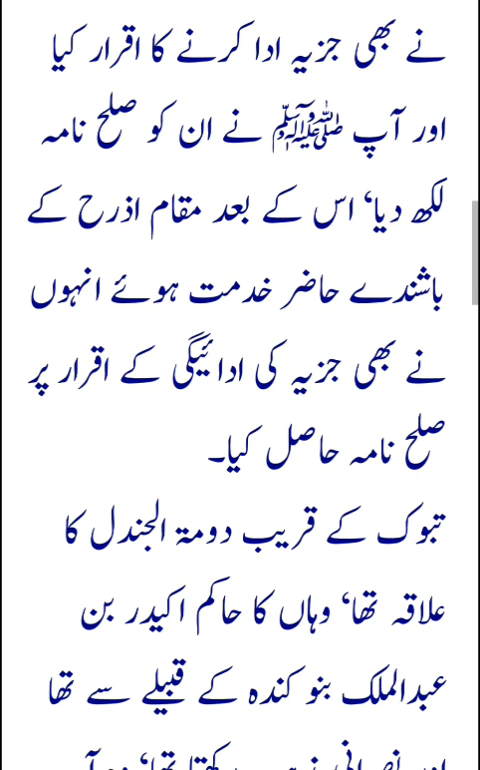 نے بھی جزیہ ادا کرنے کا اقرار کیا
اور آپ ﷺ نے ان کو صلح نامہ
لکھ دیا‘ اس کے بعد مقام اذرح کے
باشندے حاضر خدمت ہوئے انہوں
نے بھی جزیہ کی ادائیگی کے اقرار پر
صلح نامہ حاصل کیا۔
تبوک کے قریب دومۃ الجندل کا
علاقہ تھا‘ وہاں کا حاکم اکیدر بن
عبدالملک بنو کندہ کے قبیلے سے تھا